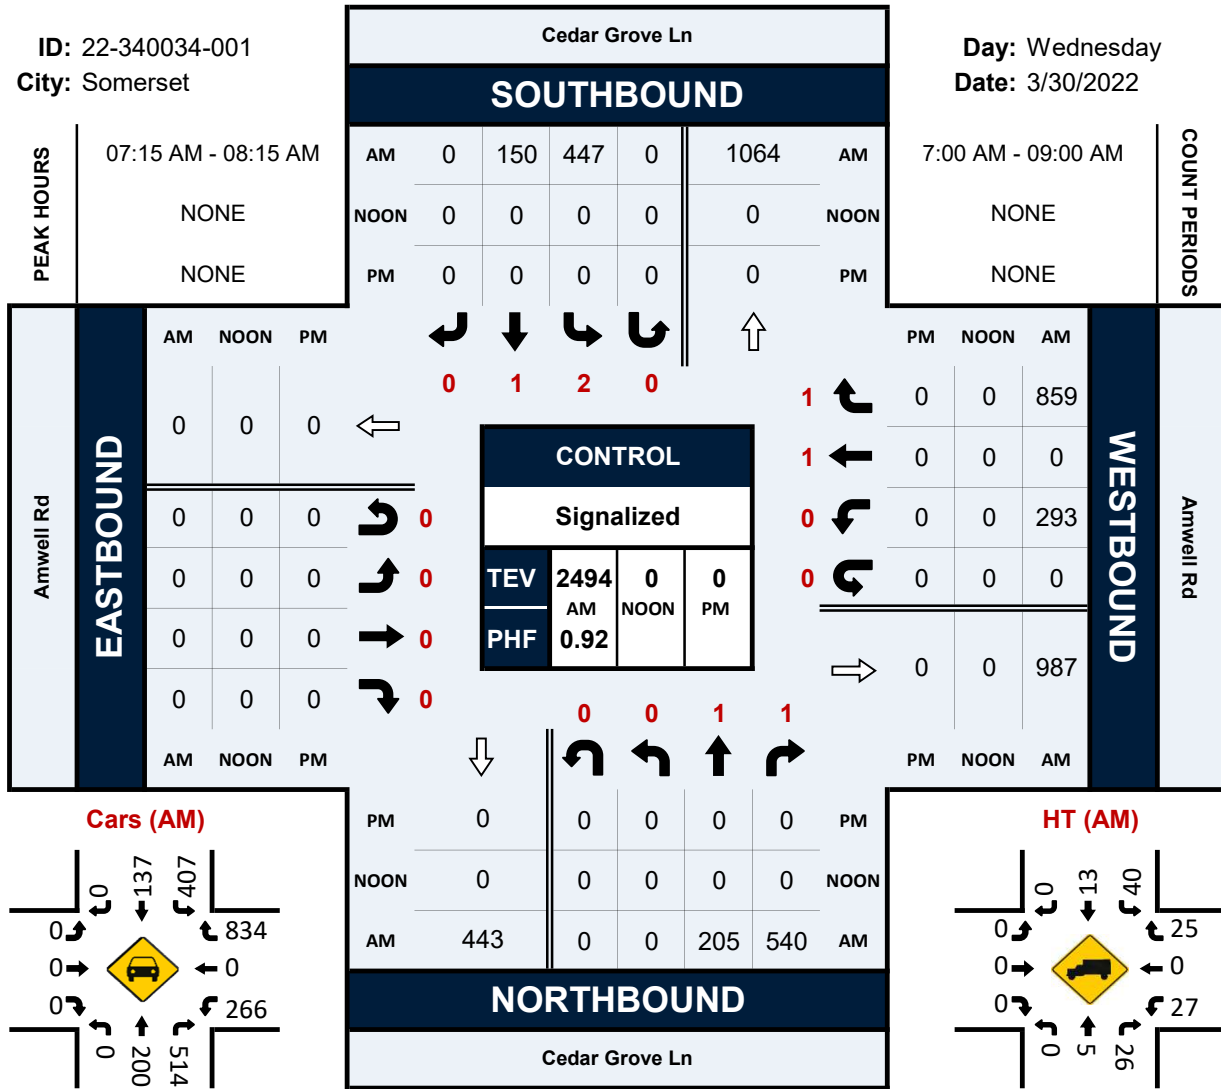 ID: 22-340034-001
City: Somerset
Cedar Grove Ln
Day: Wednesday
Date: 3/30/2022
SOUTHBOUND
PEAK HOURS
07:15 AM - 08:15 AM
NONE
NONE
AM 0 150 447 0 1064 AM
NOON 0 0 0 0 0 NOON
PM 0 0 0 0 0 PM
7:00 AM - 09:00 AM
NONE
NONE
COUNT PERIODS
0 1 2 0
Amwell Rd
EASTBOUND
AM NOON PM
0 0 0
0 0 0 0
0 0 0 0
0 0 0 0
0 0 0 0
AM NOON PM
CONTROL
Signalized
TEV 2494 0 0
AM NOON PM
PHF 0.92
PM NOON AM
1 0 0 859
1 0 0 0
0 0 0 293
0 0 0 0
0 0 987
PM NOON AM
WESTBOUND
Amwell Rd
0 0 1 1
PM 0 0 0 0 0 PM
NOON 0 0 0 0 0 NOON
AM 443 0 0 205 540 AM
NORTHBOUND
Cedar Grove Ln
Cars (AM)
0 137 407
0 834
0 0
0 266
0 200 514
HT (AM)
0 13 40
0 25
0 0
0 27
0 5 26